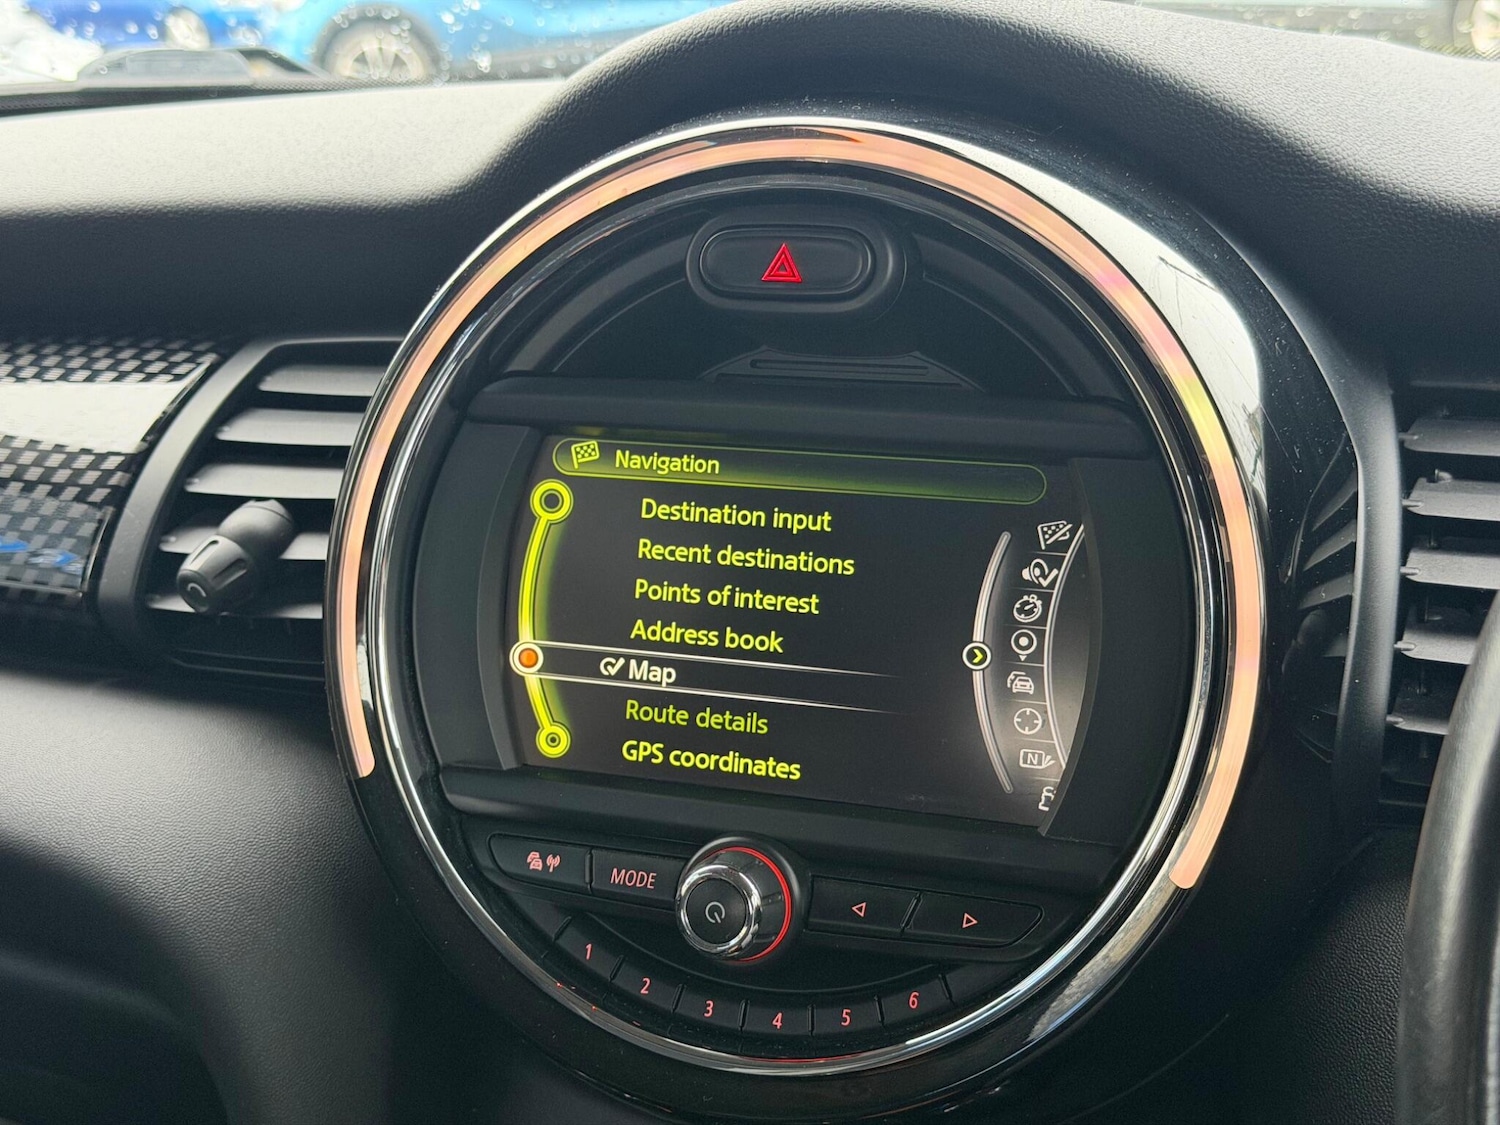 Navigation
Destination input
Recent destinations
Points of interest
Address book
Map
Route details
GPS coordinates
N
MODE
1 2 3 4 5 6